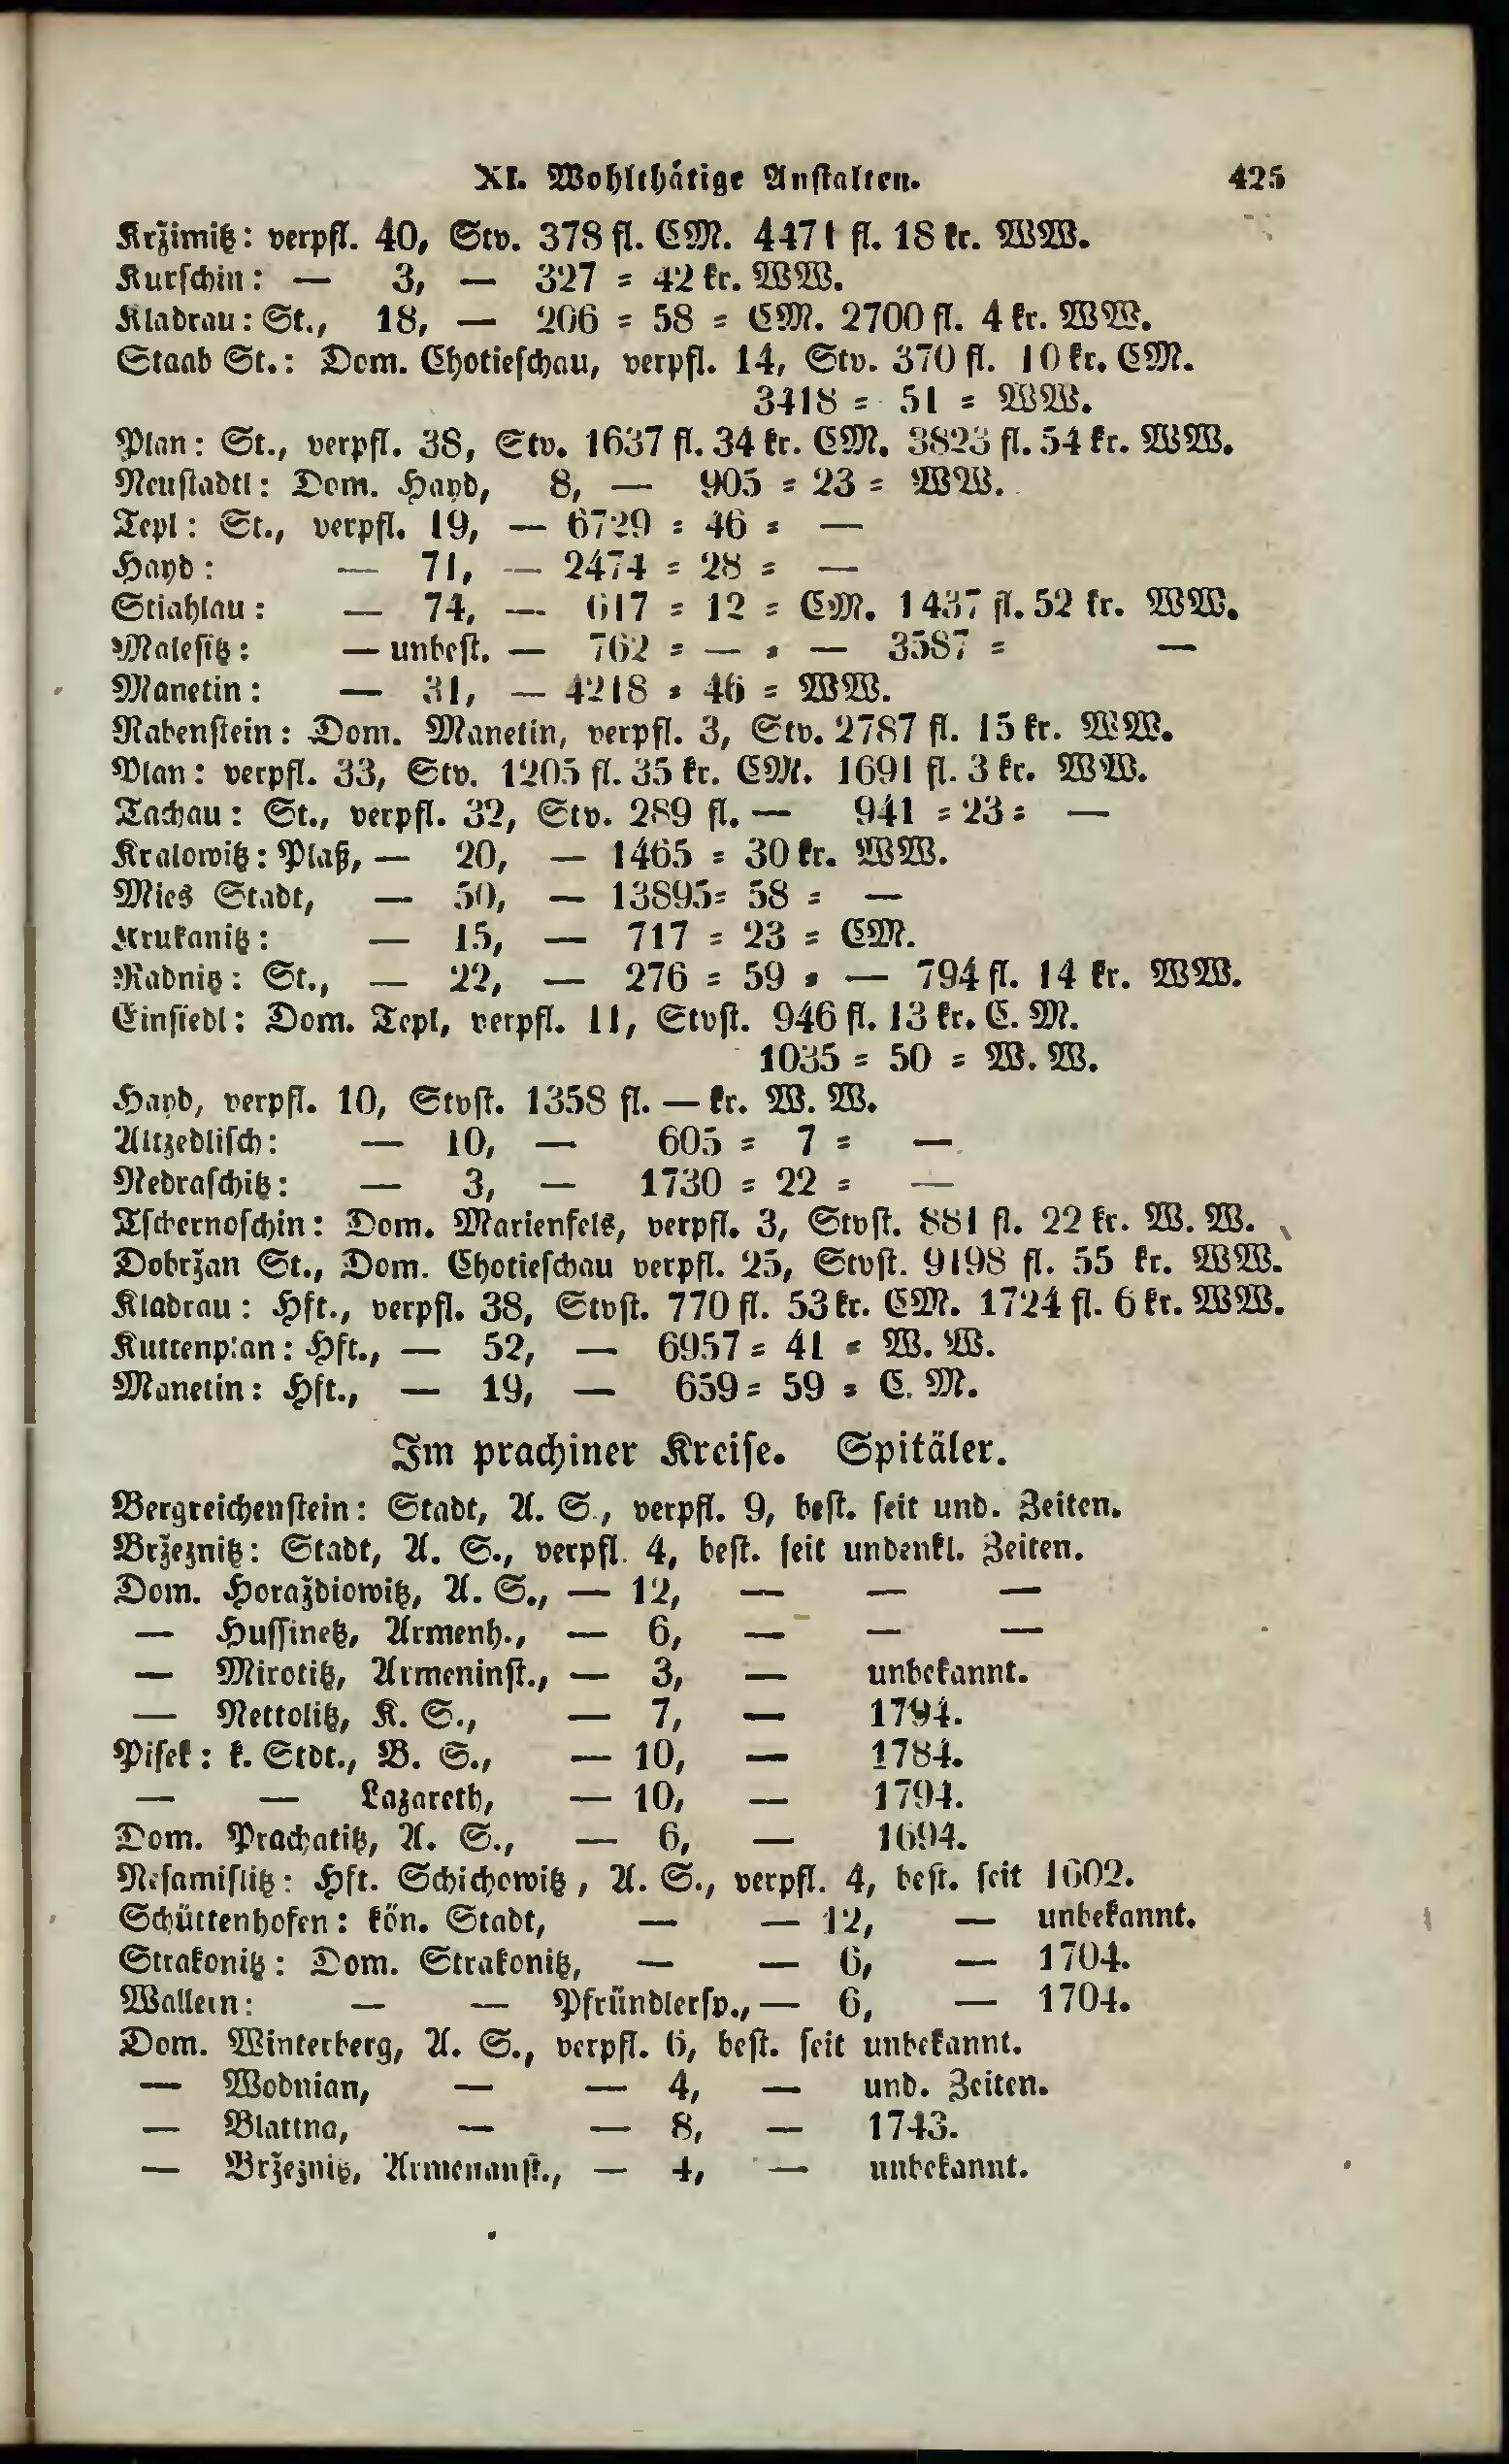 XI. Wohlthätige Anstalten. 425
Kržimitz: verpfl. 40, Stv. 378 fl. CM. 4471 fl. 18 kr. WW.
Kurschin: — 3, — 327 = 42 kr. WW.
Kladrau: St., 18, — 206 = 58 = CM. 2700 fl. 4 kr. WW.
Staab St.: Dom. Chotieschau, verpfl. 14, Stv. 370 fl. 10 kr. CM.
3418 = 51 = WW.
Plan: St., verpfl. 38, Stv. 1637 fl. 34 kr. CM. 3823 fl. 54 kr. WW.
Neustadtl: Dom. Hayd, 8, — 905 = 23 = WW.
Tepl: St., verpfl. 19, — 6729 = 46 = —
Hayd: — 71, — 2474 = 28 = —
Stiahlau: — 74, — 617 = 12 = CM. 1437 fl. 52 kr. WW.
Malesitz: — unbest. — 762 = — = — 3587 = —
Manetin: — 31, — 4218 = 46 = WW.
Rabenstein: Dom. Manetin, verpfl. 3, Stv. 2787 fl. 15 kr. WW.
Plan: verpfl. 33, Stv. 1205 fl. 35 kr. CM. 1691 fl. 3 kr. WW.
Tachau: St., verpfl. 32, Stv. 289 fl. — 941 = 23 = —
Kralowitz: Plaß, — 20, — 1465 = 30 kr. WW.
Mies Stadt, — 50, — 13895 = 58 = —
Krukanitz: — 15, — 717 = 23 = CM.
Radnitz: St., — 22, — 276 = 59 = — 794 fl. 14 kr. WW.
Einsiedl: Dom. Tepl, verpfl. 11, Stvst. 946 fl. 13 kr. C. M.
1035 = 50 = W. W.
Hayd, verpfl. 10, Stvst. 1358 fl. — kr. W. W.
Altzedlisch: — 10, — 605 = 7 = —
Nedraschitz: — 3, — 1730 = 22 = —
Tschernoschin: Dom. Marienfels, verpfl. 3, Stvst. 881 fl. 22 kr. W. W.
Dobržan St., Dom. Chotieschau verpfl. 25, Stvst. 9198 fl. 55 kr. WW.
Kladrau: Hft., verpfl. 38, Stvst. 770 fl. 53 kr. CM. 1724 fl. 6 kr. WW.
Kuttenplan: Hft., — 52, — 6957 = 41 = W. W.
Manetin: Hft., — 19, — 659 = 59 = C. M.
Im prachiner Kreise. Spitäler.
Bergreichenstein: Stadt, A. S., verpfl. 9, best. seit und. Zeiten.
Bržeznitz: Stadt, A. S., verpfl. 4, best. seit undenkl. Zeiten.
Dom. Horaždiowitz, A. S., — 12, — — —
— Hussinetz, Armenh., — 6, — — —
— Mirotitz, Armeninst., — 3, — unbekannt.
— Nettolitz, K. S., — 7, — 1794.
Pisek: k. Stdt., B. S., — 10, — 1784.
— — Lazareth, — 10, — 1794.
Dom. Prachatitz, A. S., — 6, — 1694.
Nesamislitz: Hft. Schichowitz, A. S., verpfl. 4, best. seit 1602.
Schüttenhofen: kön. Stadt, — — 12, — unbekannt.
Strakonitz: Dom. Strakonitz, — — 6, — 1704.
Wallern: — — Pfründlersp., — 6, — 1704.
Dom. Winterberg, A. S., verpfl. 6, best. seit unbekannt.
— Wodnian, — — 4, — und. Zeiten.
— Blattna, — — 8, — 1743.
— Bržeznitz, Armenanst., — 4, — unbekannt.